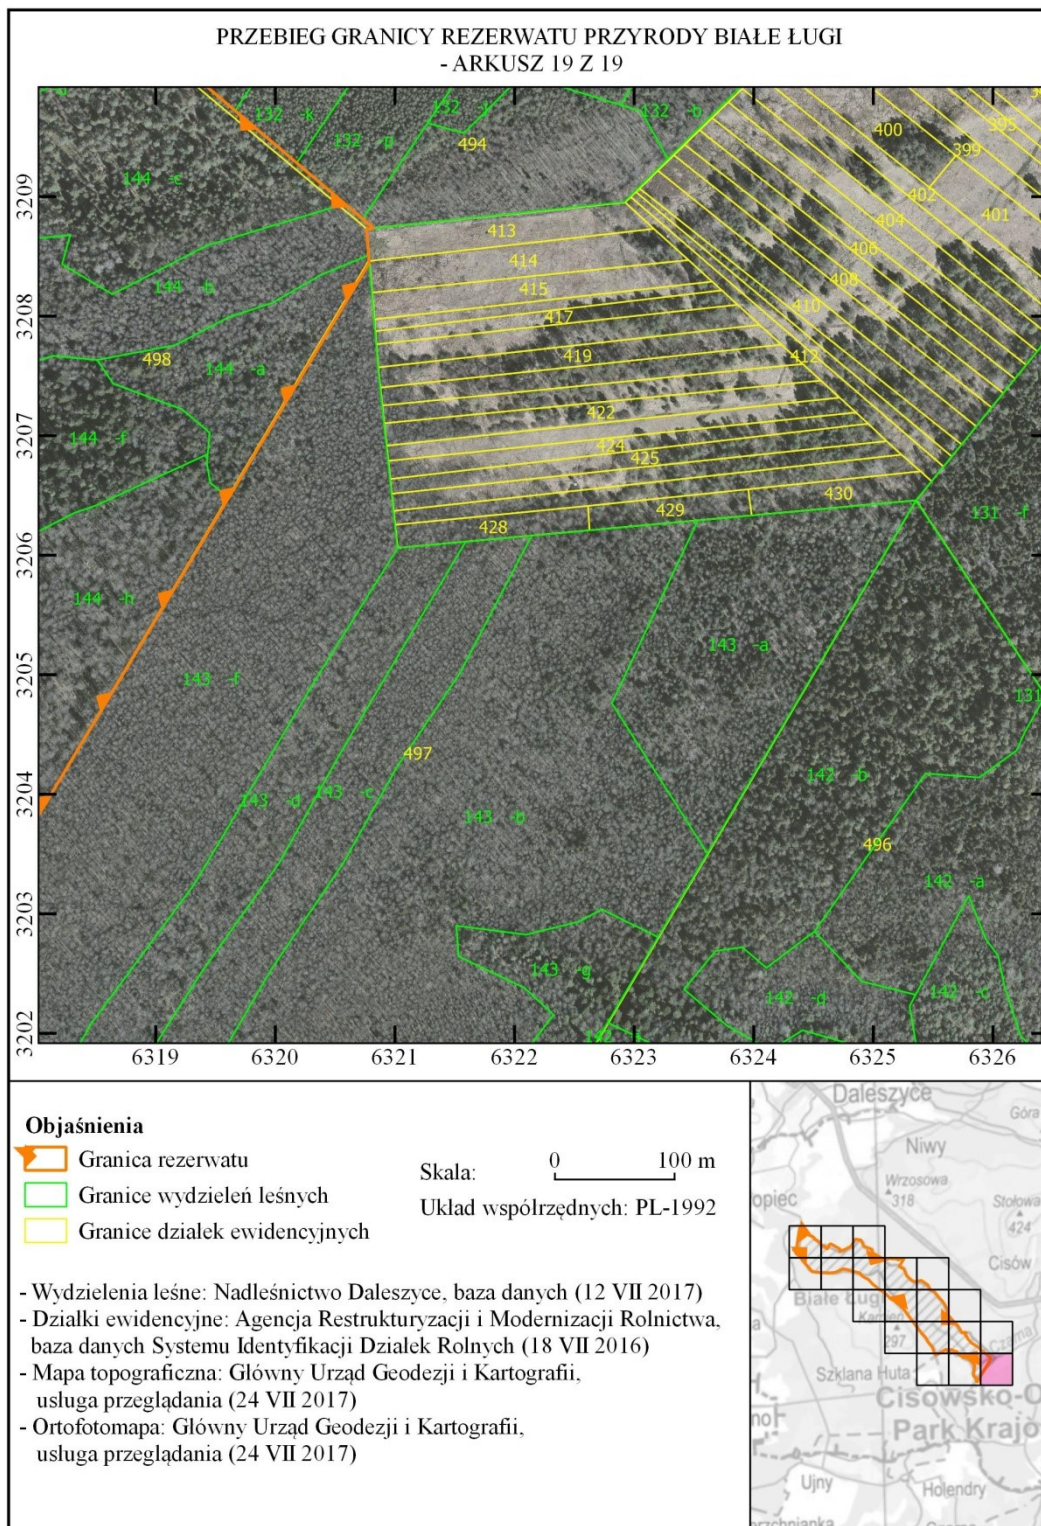 PRZEBIEG GRANICY REZERWATU PRZYRODY BIAŁE ŁUGI
- ARKUSZ 19 Z 19
132 -k
132 -p
132 -b
494
144 -c
400
395
399
402
401
404
406
408
410
412
413
414
415
417
419
422
424
425
428
429
430
144 -b
498
144 -a
144 -f
144 -h
143 -f
131 -f
131
143 -a
497
143 -d
143 -c
143 -b
142 -b
496
142 -a
143 -g
142 -d
142 -c
142
3209
3208
3207
3206
3205
3204
3203
3202
6319
6320
6321
6322
6323
6324
6325
6326
Objaśnienia
Granica rezerwatu
Granice wydzieleń leśnych
Granice działek ewidencyjnych
Skala:
0
100 m
Układ współrzędnych: PL-1992
- Wydzielenia leśne: Nadleśnictwo Daleszyce, baza danych (12 VII 2017)
- Działki ewidencyjne: Agencja Restrukturyzacji i Modernizacji Rolnictwa,
baza danych Systemu Identyfikacji Działek Rolnych (18 VII 2016)
- Mapa topograficzna: Główny Urząd Geodezji i Kartografii,
usługa przeglądania (24 VII 2017)
- Ortofotomapa: Główny Urząd Geodezji i Kartografii,
usługa przeglądania (24 VII 2017)
Daleszyce
Góra
Niwy
Wrzosowa
318
Stołowa
424
Cisów
Białe Ług
297
Czarna
Szklana Huta
Cisowsko-O
Park Krajo
Ujny
Holendry